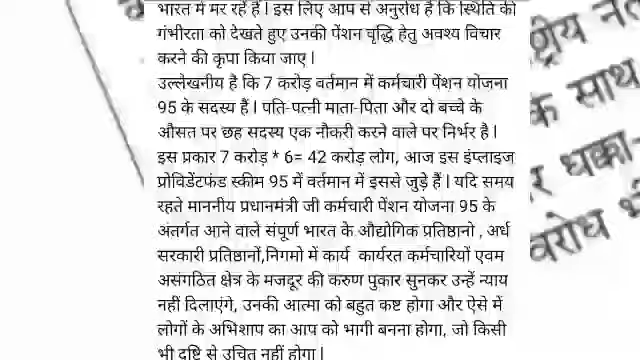 भारत में मर रहे हैं। इस लिए आप से अनुरोध है कि स्थिति की
गंभीरता को देखते हुए उनकी पेंशन वृद्धि हेतु अवश्य विचार
करने की कृपा किया जाए।
उल्लेखनीय है कि 7 करोड़ वर्तमान में कर्मचारी पेंशन योजना
95 के सदस्य हैं। पति-पत्नी माता-पिता और दो बच्चे के
औसत पर छह सदस्य एक नौकरी करने वाले पर निर्भर है।
इस प्रकार 7 करोड़ * 6= 42 करोड़ लोग, आज इस इंप्लाइज
प्रोविडेंटफंड स्कीम 95 में वर्तमान में इससे जुड़े हैं। यदि समय
रहते माननीय प्रधानमंत्री जी कर्मचारी पेंशन योजना 95 के
अंतर्गत आने वाले संपूर्ण भारत के औद्योगिक प्रतिष्ठानो , अर्ध
सरकारी प्रतिष्ठानों,निगमो में कार्य कार्यरत कर्मचारियों एवम
असंगठित क्षेत्र के मजदूर की करुण पुकार सुनकर उन्हें न्याय
नहीं दिलाएंगे, उनकी आत्मा को बहुत कष्ट होगा और ऐसे में
लोगों के अभिशाप का आप को भागी बनना होगा, जो किसी
भी दृष्टि से उचित नहीं होगा।
के साथ
धक्का-